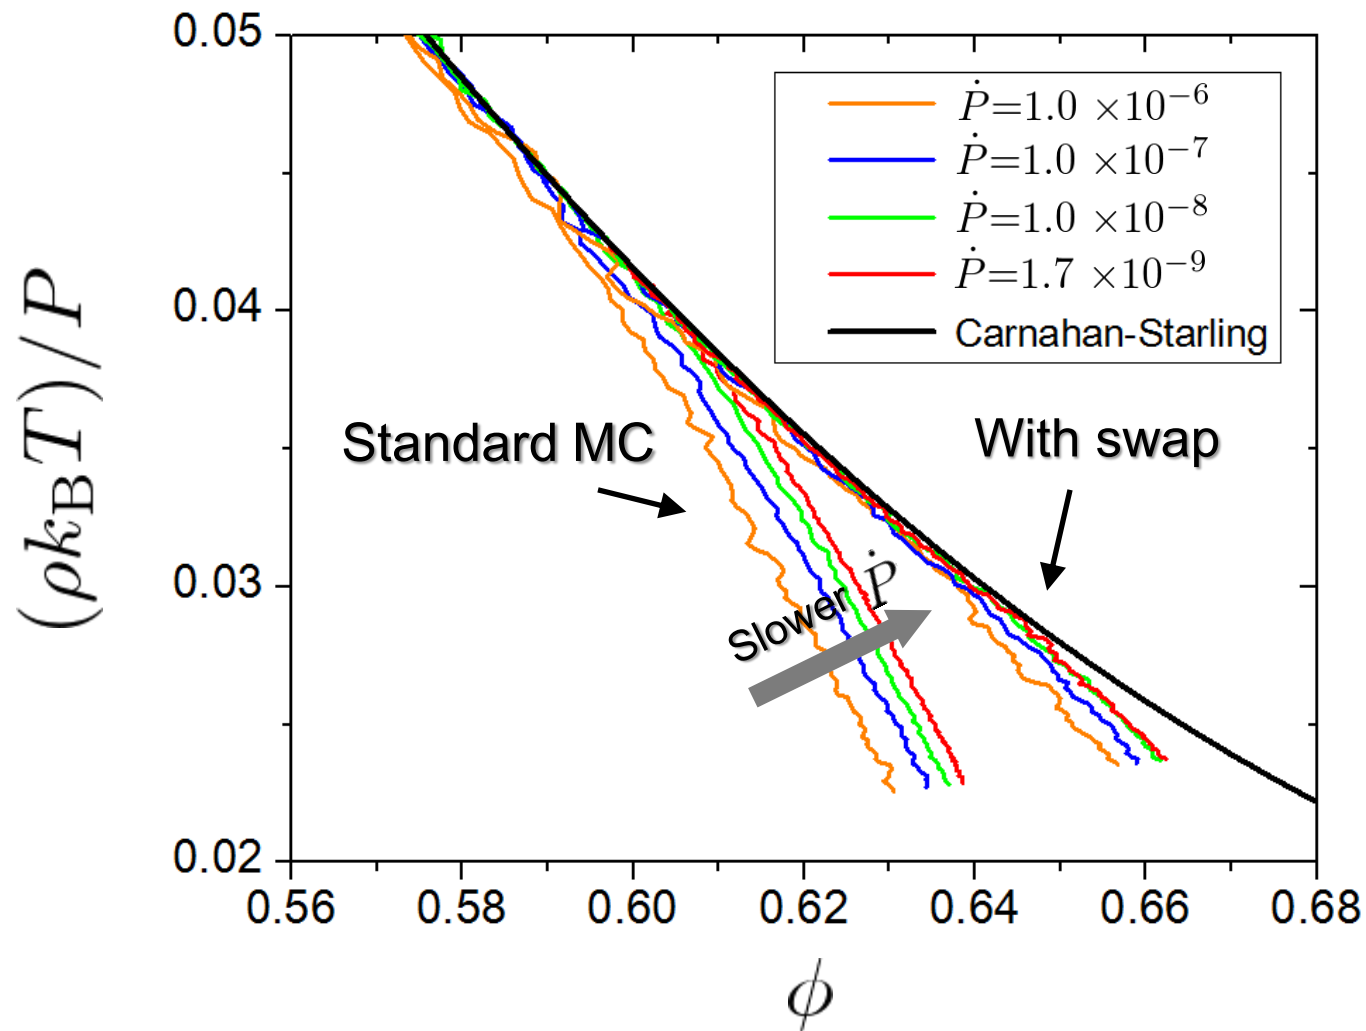 0.05
0.04
0.03
0.02
(ρk_BT)/P
Ṗ=1.0 ×10⁻⁶
Ṗ=1.0 ×10⁻⁷
Ṗ=1.0 ×10⁻⁸
Ṗ=1.7 ×10⁻⁹
Carnahan-Starling
Standard MC
With swap
Slower Ṗ
0.56 0.58 0.60 0.62 0.64 0.66 0.68
ϕ